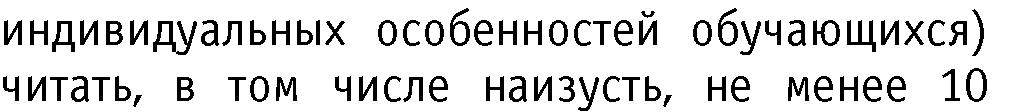 индивидуальных особенностей обучающихся)
читать, в том числе наизусть, не менее 10